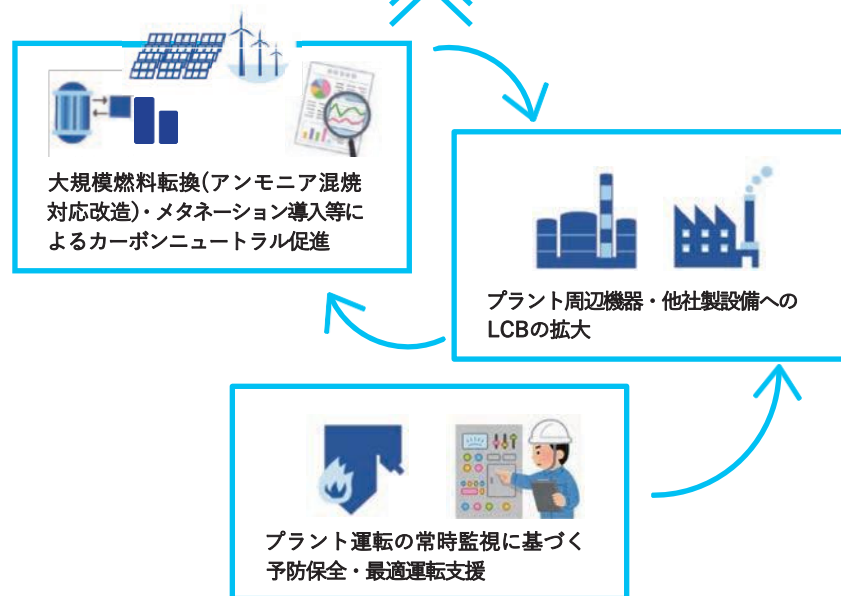 大規模燃料転換(アンモニア混焼
対応改造)・メタネーション導入等に
よるカーボンニュートラル促進
プラント周辺機器・他社製設備への
LCBの拡大
プラント運転の常時監視に基づく
予防保全・最適運転支援